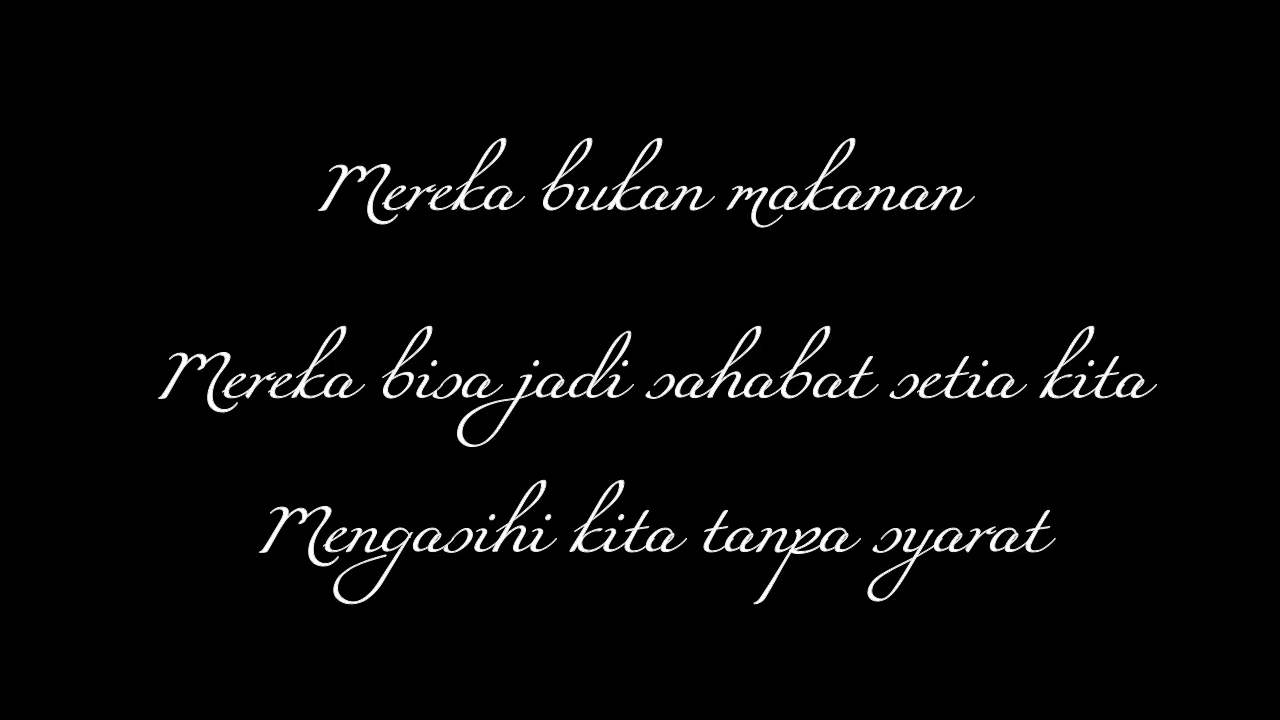 Mereka bukan makanan
Mereka bisa jadi sahabat setia kita
Mengasihi kita tanpa syarat